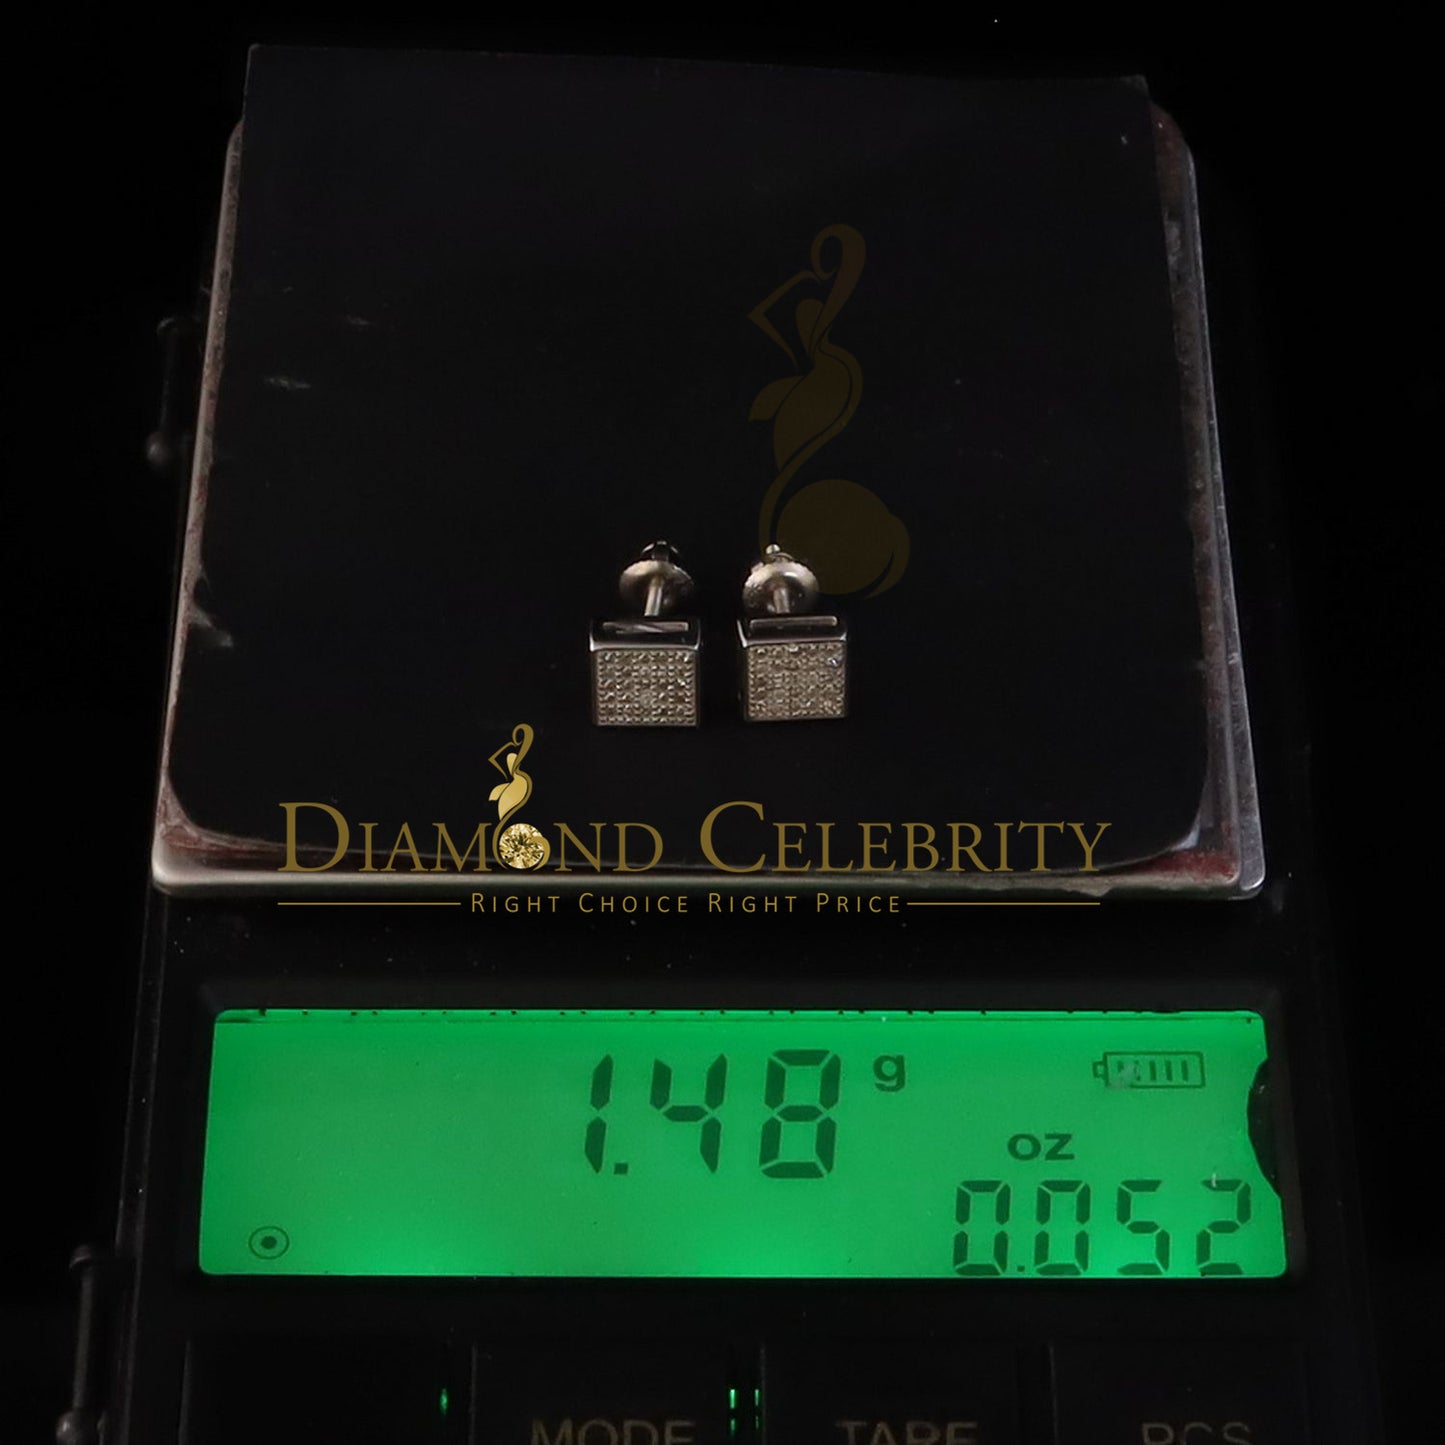 DIAMOND CELEBRITY
RIGHT CHOICE RIGHT PRICE
1.48 g
oz
0.052
MODE TARE PCS